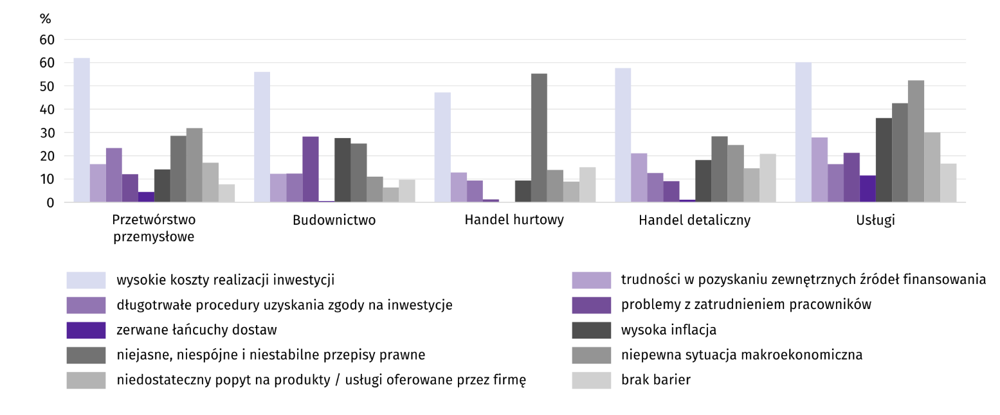 %
60
60
50
40
30
20
10
0
Przetwórstwo
przemysłowe
Budownictwo
Handel hurtowy
Handel detaliczny
Usługi
wysokie koszty realizacji inwestycji
trudności w pozyskaniu zewnętrznych źródeł finansowania
długotrwałe procedury uzyskania zgody na inwestycje
problemy z zatrudnieniem pracowników
zerwane łańcuchy dostaw
wysoka inflacja
niejasne, niespójne i niestabilne przepisy prawne
niepewna sytuacja makroekonomiczna
niedostateczny popyt na produkty / usługi oferowane przez firmę
brak barier